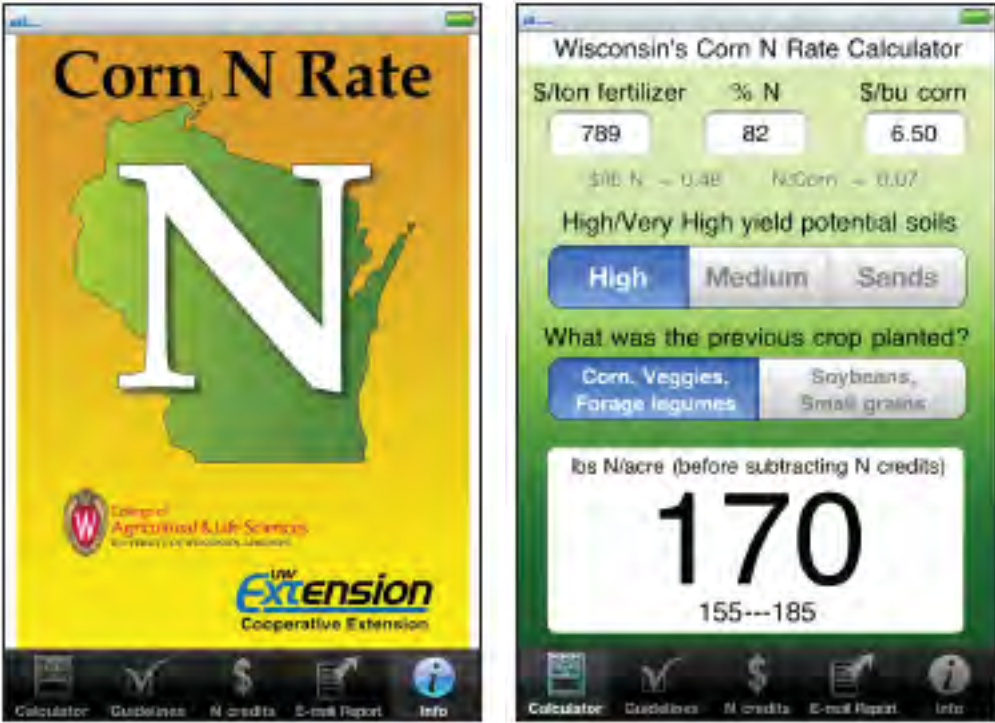 Corn N Rate
N
W
College of
Agricultural & Life Sciences
UW
Extension
Cooperative Extension
Calculator Guidelines N credits E-mail Report Info
Wisconsin's Corn N Rate Calculator
$/ton fertilizer % N $/bu corn
789 82 6.50
$/lb N = 0.48 N:Corn = 0.07
High/Very High yield potential soils
High Medium Sands
What was the previous crop planted?
Corn, Veggies, Soybeans,
Forage legumes Small grains
lbs N/acre (before subtracting N credits)
170
155---185
Calculator Guidelines N credits E-mail Report Info